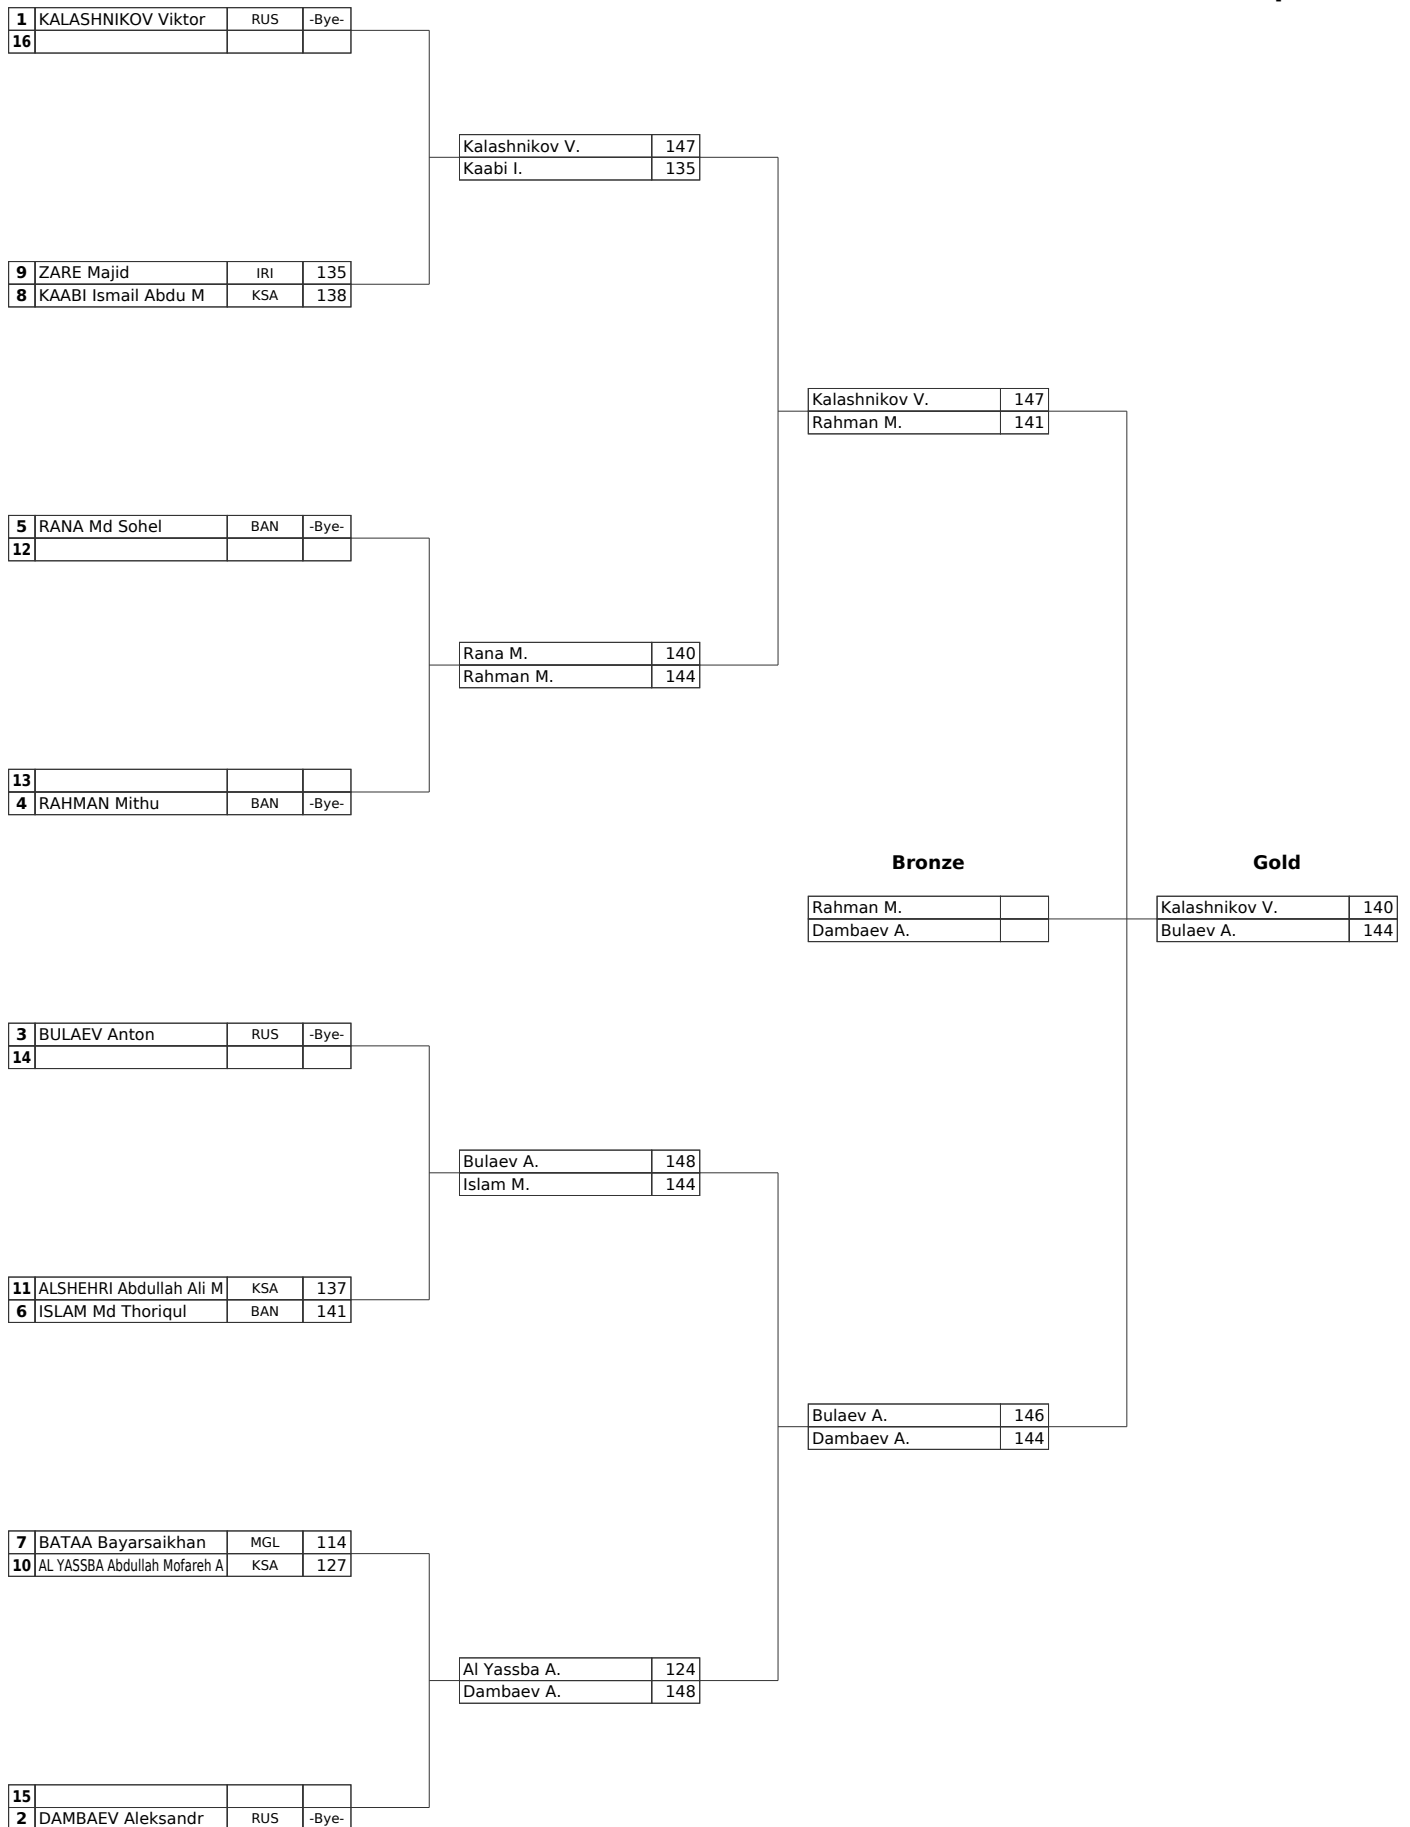 1 KALASHNIKOV Viktor RUS -Bye-
16
Kalashnikov V. 147
Kaabi I. 135
9 ZARE Majid IRI 135
8 KAABI Ismail Abdu M KSA 138
Kalashnikov V. 147
Rahman M. 141
5 RANA Md Sohel BAN -Bye-
12
Rana M. 140
Rahman M. 144
13
4 RAHMAN Mithu BAN -Bye-
Bronze Gold
Rahman M. Kalashnikov V. 140
Dambaev A. Bulaev A. 144
3 BULAEV Anton RUS -Bye-
14
Bulaev A. 148
Islam M. 144
11 ALSHEHRI Abdullah Ali M KSA 137
6 ISLAM Md Thoriqul BAN 141
Bulaev A. 146
Dambaev A. 144
7 BATAA Bayarsaikhan MGL 114
10 AL YASSBA Abdullah Mofareh A KSA 127
Al Yassba A. 124
Dambaev A. 148
15
2 DAMBAEV Aleksandr RUS -Bye-